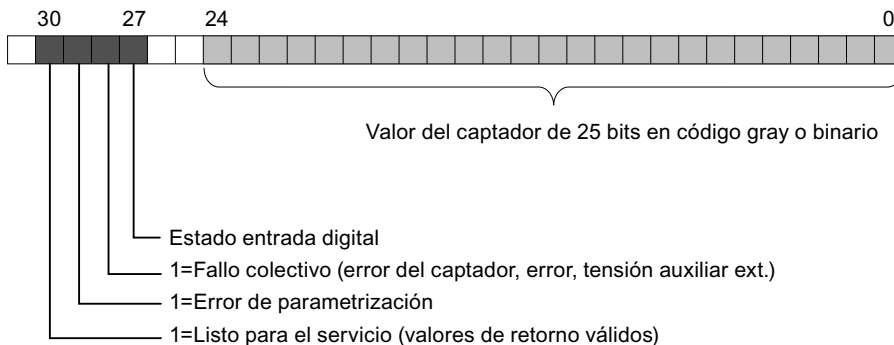 30 27 24 0
Valor del captador de 25 bits en código gray o binario
Estado entrada digital
1=Fallo colectivo (error del captador, error, tensión auxiliar ext.)
1=Error de parametrización
1=Listo para el servicio (valores de retorno válidos)